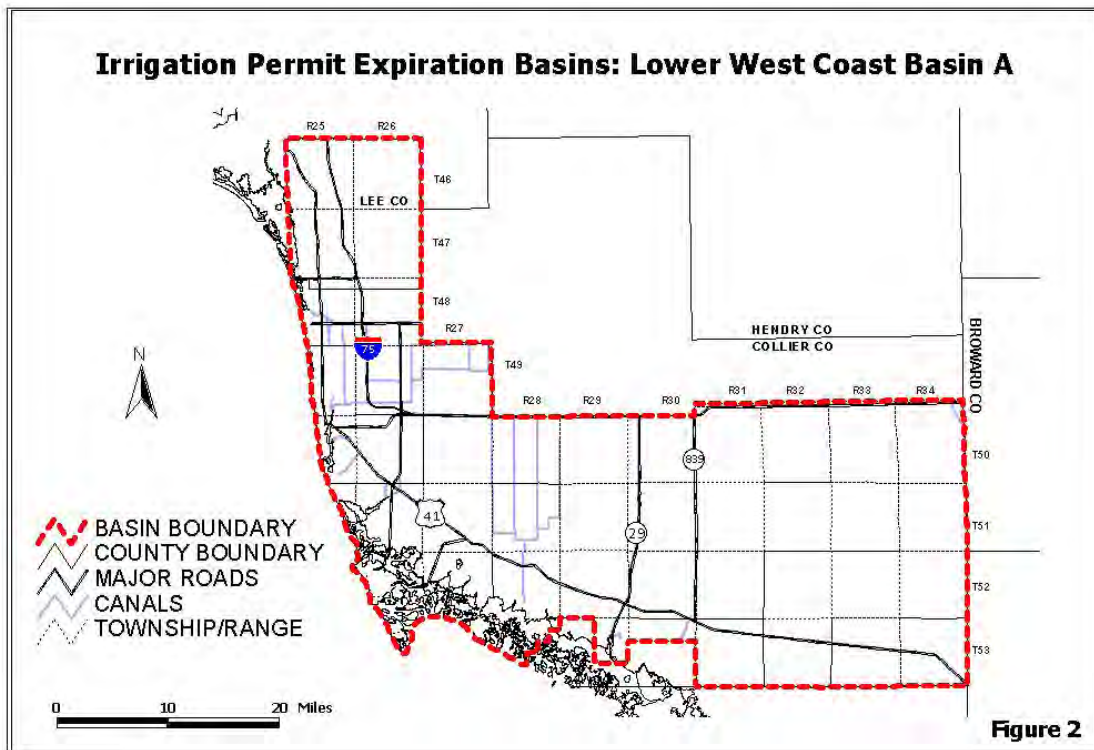 Irrigation Permit Expiration Basins: Lower West Coast Basin A
R25
R26
T46
LEE CO
T47
T48
R27
HENDRY CO
COLLIER CO
BROWARD CO
75
T49
N
R28
R29
R30
R31
R32
R33
R34
839
T50
41
29
T51
T52
T53
BASIN BOUNDARY
COUNTY BOUNDARY
MAJOR ROADS
CANALS
TOWNSHIP/RANGE
0 10 20 Miles
Figure 2